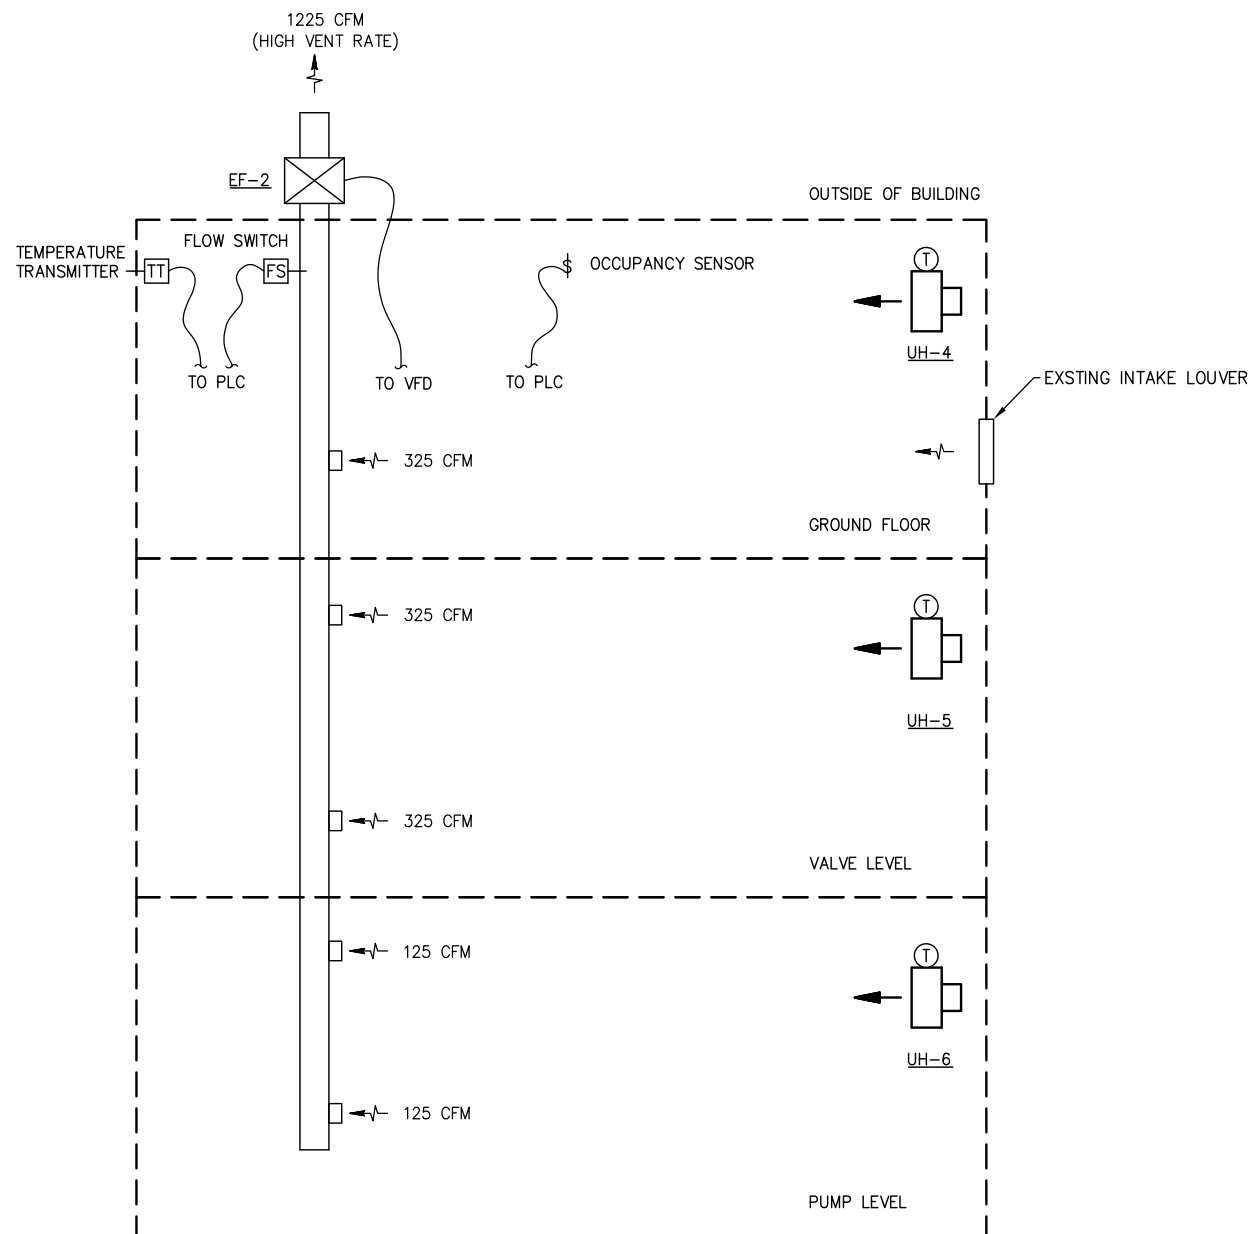 1225 CFM
(HIGH VENT RATE)
EF-2
OUTSIDE OF BUILDING
TEMPERATURE
TRANSMITTER
TT
FLOW SWITCH
FS
$
OCCUPANCY SENSOR
T
UH-4
TO PLC
TO VFD
TO PLC
EXSTING INTAKE LOUVER
325 CFM
GROUND FLOOR
325 CFM
T
UH-5
325 CFM
VALVE LEVEL
125 CFM
T
UH-6
125 CFM
PUMP LEVEL